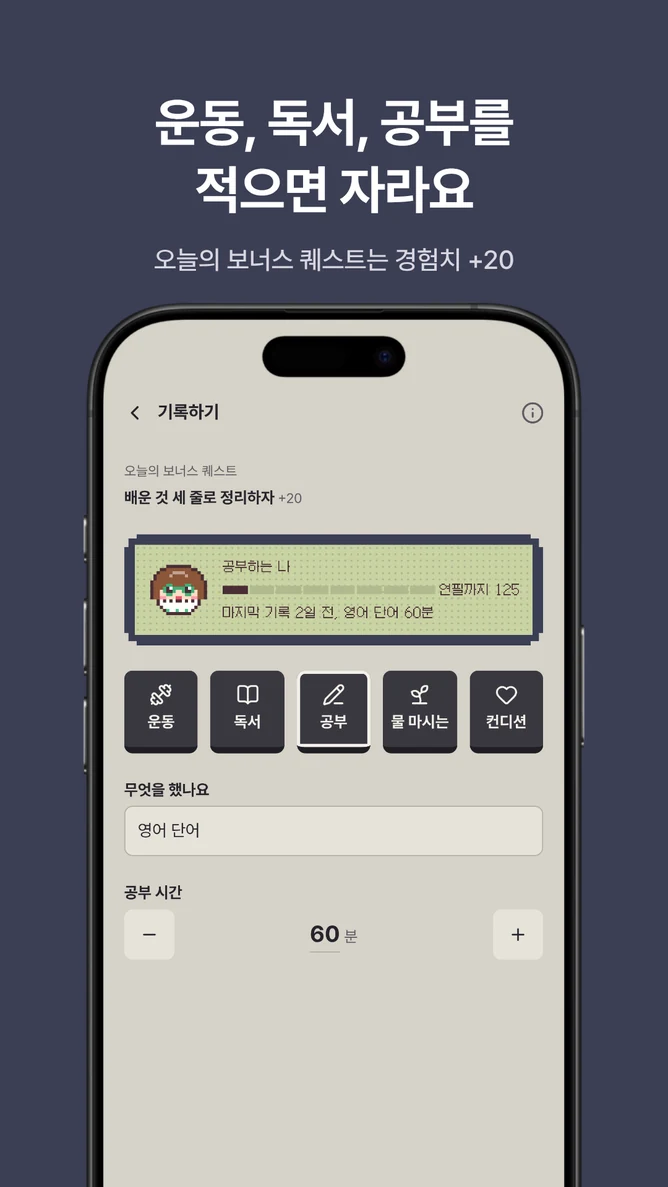 운동, 독서, 공부를
적으면 자라요
오늘의 보너스 퀘스트는 경험치 +20
기록하기
오늘의 보너스 퀘스트
배운 것 세 줄로 정리하자 +20
공부하는 나
연필까지 125
마지막 기록 2일 전, 영어 단어 60분
운동 독서 공부 물 마시는 컨디션
무엇을 했나요
영어 단어
공부 시간
− 60 분 +